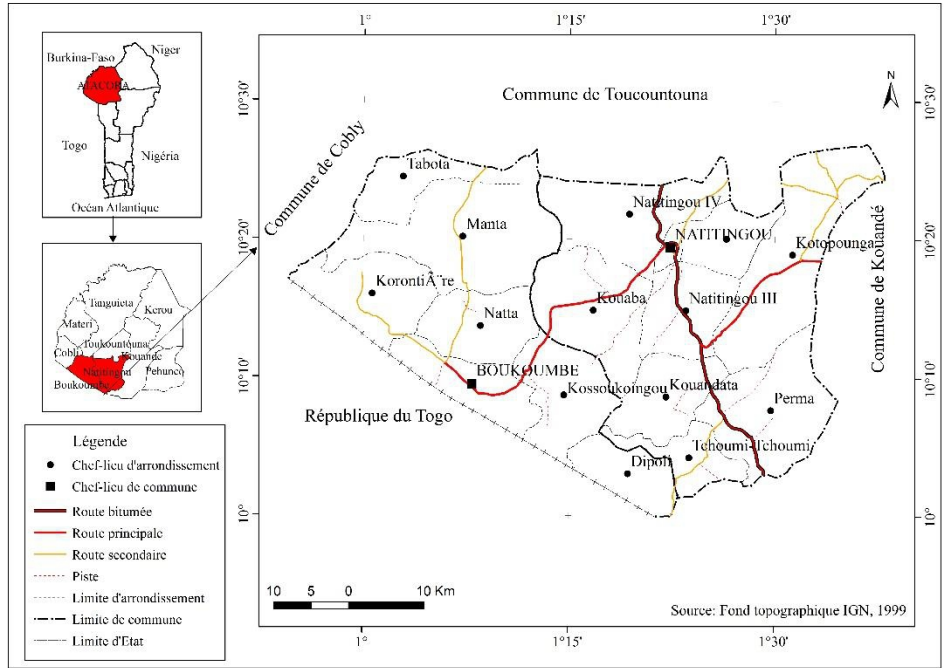 Burkina-Faso
Niger
ATACORA
Togo
Nigéria
Océan Atlantique
Tanguieta
Kerou
Materi
Toukountouna
Cobly
Kouande
Natitingou
Pehunco
Boukoumbe
Légende
Chef-lieu d'arrondissement
Chef-lieu de commune
Route bitumée
Route principale
Route secondaire
Piste
Limite d'arrondissement
Limite de commune
Limite d'Etat
1°
1°15'
1°30'
10°30'
10°20'
10°10'
10°
N
Commune de Toucountouna
Commune de Cobly
Commune de Kouandé
République du Togo
Tabota
Manta
KorontiÃ¨re
Natta
BOUKOUMBE
Natitingou IV
NATITINGOU
Kotopounga
Kouaba
Natitingou III
Kossoukoingou
Kouandata
Perma
Tchoumi-Tchoumi
Dipoli
10 5 0 10 Km
Source: Fond topographique IGN, 1999
10°30'
10°20'
10°10'
10°
1°
1°15'
1°30'